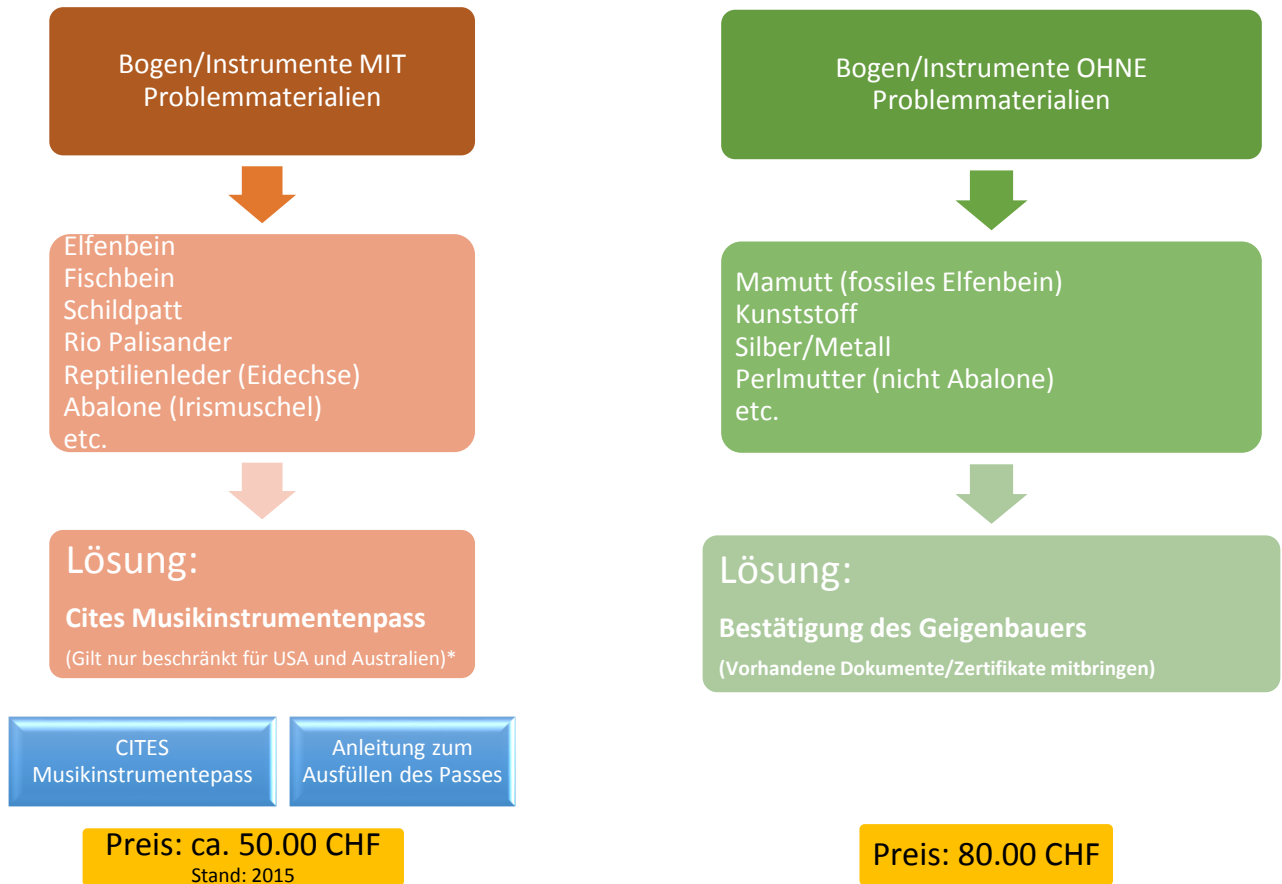 Bogen/Instrumente MIT
Problemmaterialien
Elfenbein
Fischbein
Schildpatt
Rio Palisander
Reptilienleder (Eidechse)
Abalone (Irismuschel)
etc.
Lösung:
Cites Musikinstrumentenpass
(Gilt nur beschränkt für USA und Australien)*
CITES
Musikinstrumentepass
Anleitung zum
Ausfüllen des Passes
Preis: ca. 50.00 CHF
Stand: 2015
Bogen/Instrumente OHNE
Problemmaterialien
Mamutt (fossiles Elfenbein)
Kunststoff
Silber/Metall
Perlmutter (nicht Abalone)
etc.
Lösung:
Bestätigung des Geigenbauers
(Vorhandene Dokumente/Zertifikate mitbringen)
Preis: 80.00 CHF